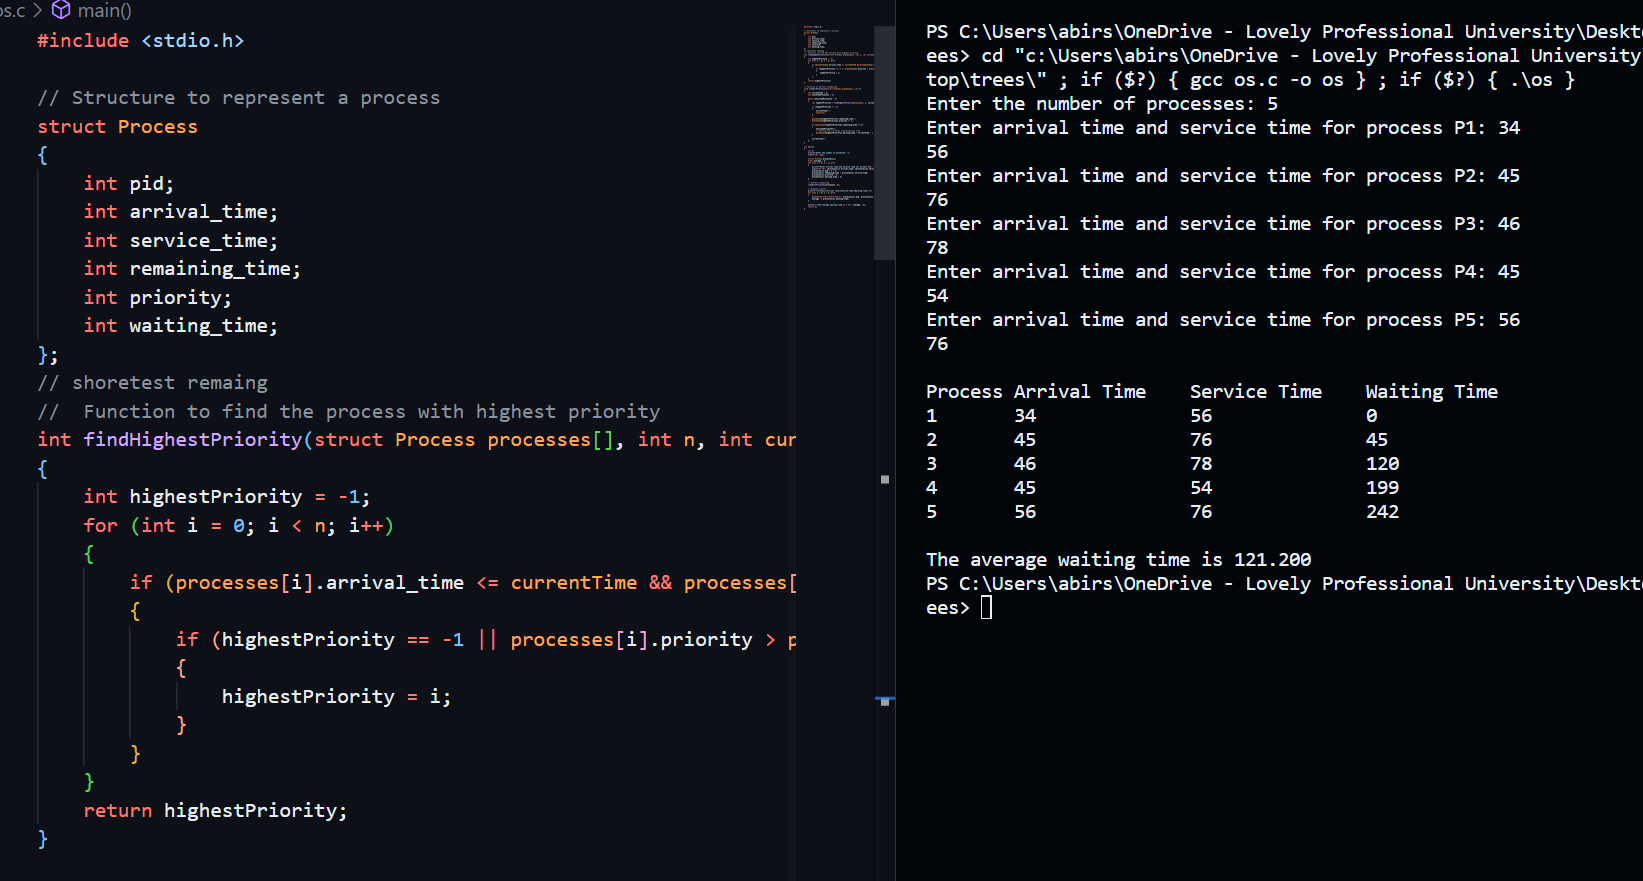 os.c > main()
#include <stdio.h>
// Structure to represent a process
struct Process
{
int pid;
int arrival_time;
int service_time;
int remaining_time;
int priority;
int waiting_time;
};
// shoretest remaing
//  Function to find the process with highest priority
int findHighestPriority(struct Process processes[], int n, int cur
{
int highestPriority = -1;
for (int i = 0; i < n; i++)
{
if (processes[i].arrival_time <= currentTime && processes[
{
if (highestPriority == -1 || processes[i].priority > p
{
highestPriority = i;
}
}
}
return highestPriority;
}
PS C:\Users\abirs\OneDrive - Lovely Professional University\Deskt
ees> cd "c:\Users\abirs\OneDrive - Lovely Professional University
top\trees\" ; if ($?) { gcc os.c -o os } ; if ($?) { .\os }
Enter the number of processes: 5
Enter arrival time and service time for process P1: 34
56
Enter arrival time and service time for process P2: 45
76
Enter arrival time and service time for process P3: 46
78
Enter arrival time and service time for process P4: 45
54
Enter arrival time and service time for process P5: 56
76
Process Arrival Time    Service Time    Waiting Time
1       34              56              0
2       45              76              45
3       46              78              120
4       45              54              199
5       56              76              242
The average waiting time is 121.200
PS C:\Users\abirs\OneDrive - Lovely Professional University\Deskt
ees>